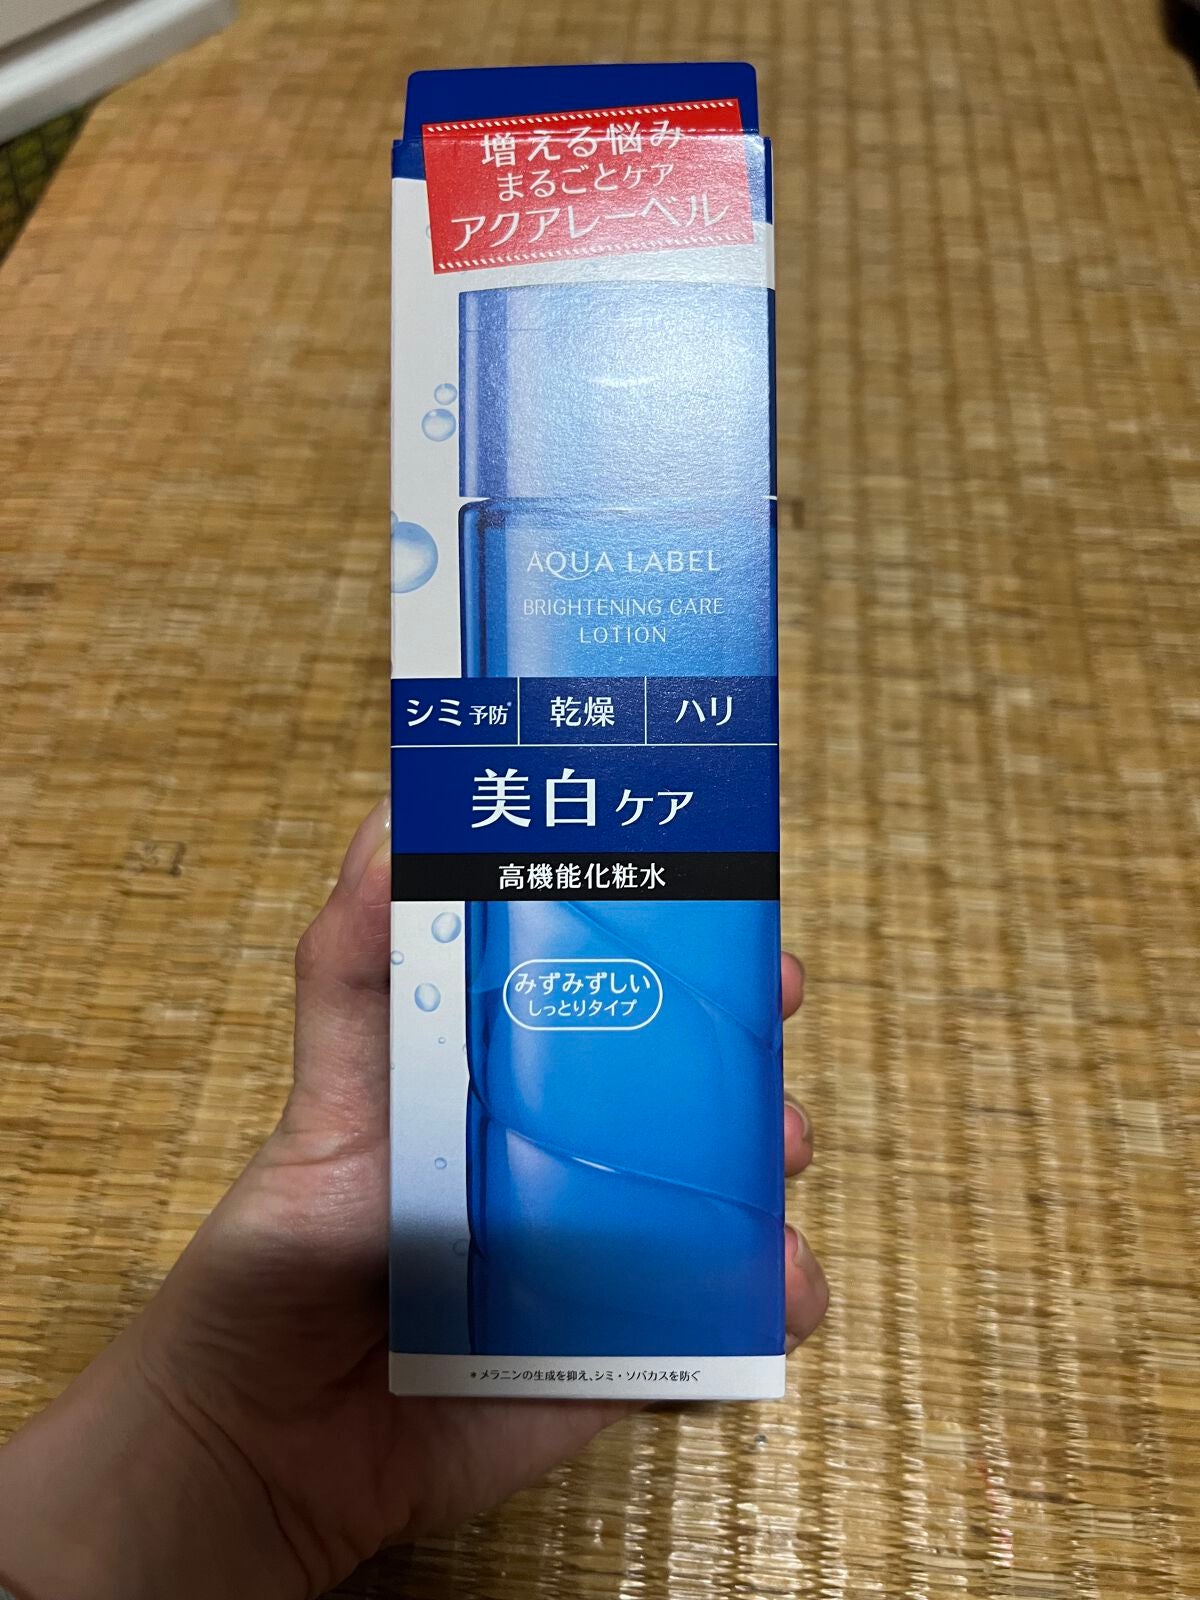 増える悩み
まるごとケア
アクアレーベル
AQUA LABEL
BRIGHTENING CARE
LOTION
シミ予防* 乾燥 ハリ
美白ケア
高機能化粧水
みずみずしい
しっとりタイプ
*メラニンの生成を抑え、シミ・ソバカスを防ぐ